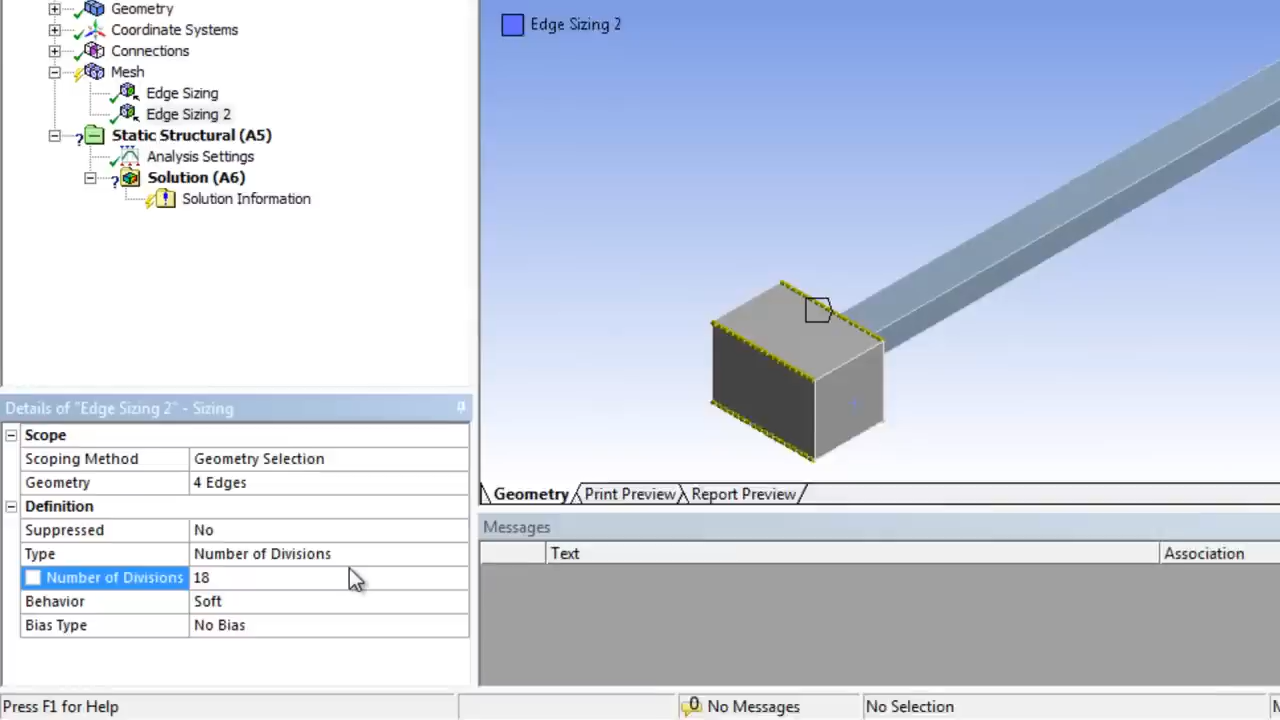 Geometry
Coordinate Systems
Connections
Mesh
Edge Sizing
Edge Sizing 2
Static Structural (A5)
Analysis Settings
Solution (A6)
Solution Information
Edge Sizing 2
Details of "Edge Sizing 2" - Sizing
Scope
Scoping Method Geometry Selection
Geometry 4 Edges
Definition
Suppressed No
Type Number of Divisions
Number of Divisions 18
Behavior Soft
Bias Type No Bias
Geometry Print Preview Report Preview
Messages
Text Association
Press F1 for Help 0 No Messages No Selection